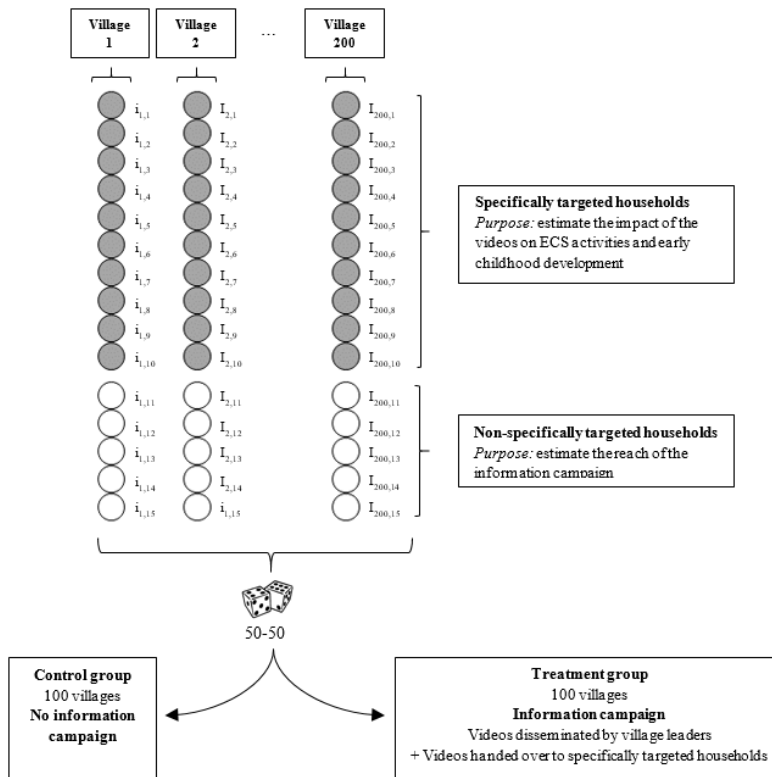 Village
1
Village
2
...
Village
200
i1,1
I2,1
I200,1
i1,2
I2,2
I200,2
i1,3
I2,3
I200,3
i1,4
I2,4
I200,4
i1,5
I2,5
I200,5
i1,6
I2,6
I200,6
i1,7
I2,7
I200,7
i1,8
I2,8
I200,8
i1,9
I2,9
I200,9
i1,10
I2,10
I200,10
Specifically targeted households
Purpose: estimate the impact of the
videos on ECS activities and early
childhood development
i1,11
I2,11
I200,11
i1,12
I2,12
I200,12
i1,13
I2,13
I200,13
i1,14
I2,14
I200,14
i1,15
i1,15
I200,15
Non-specifically targeted households
Purpose: estimate the reach of the
information campaign
50-50
Control group
100 villages
No information
campaign
Treatment group
100 villages
Information campaign
Videos disseminated by village leaders
+ Videos handed over to specifically targeted households